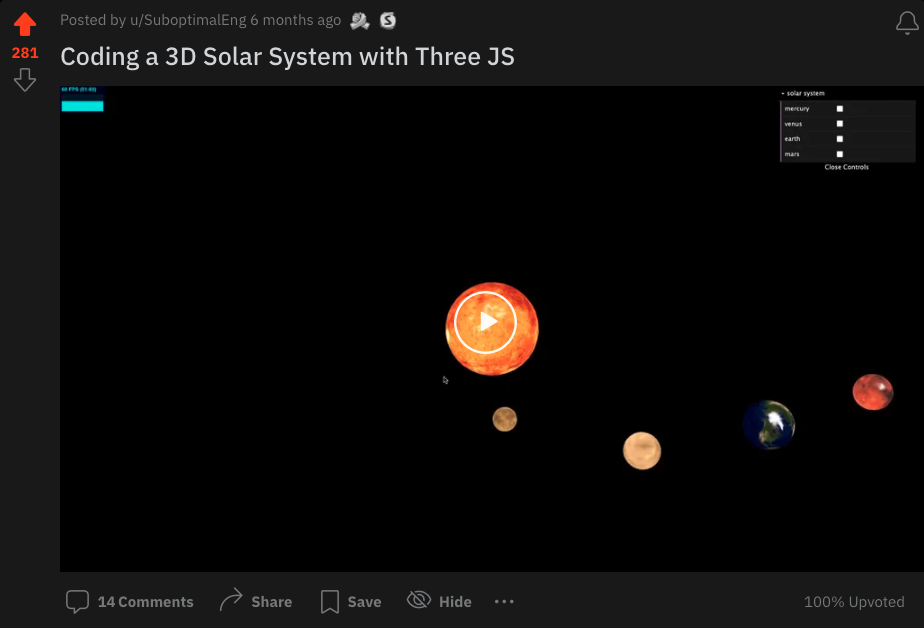 Posted by u/SuboptimalEng 6 months ago
281
Coding a 3D Solar System with Three JS
60 FPS (31-60)
solar system
mercury
venus
earth
mars
Close Controls
14 Comments
Share
Save
Hide
100% Upvoted